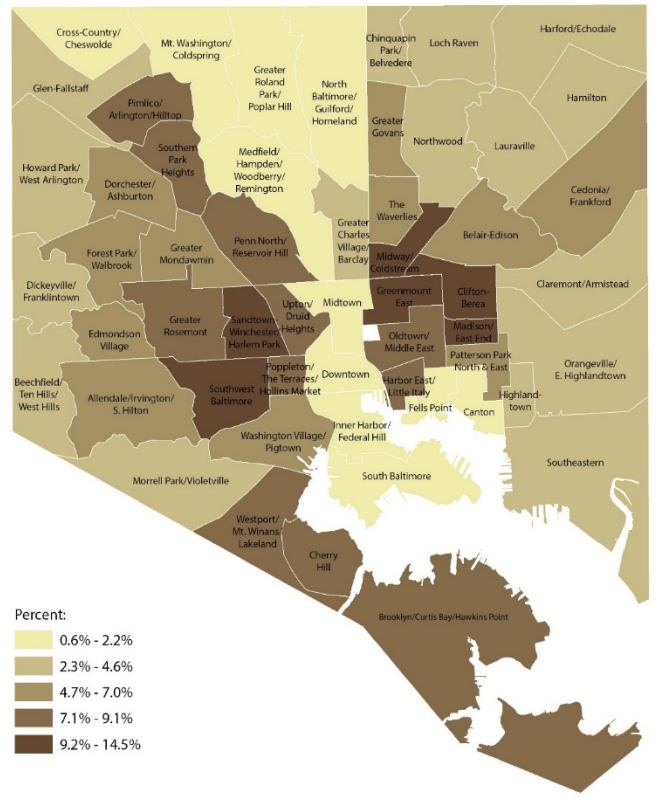 Cross-Country/
Cheswolde
Mt. Washington/
Coldspring
Greater
Roland
Park/
Poplar Hill
North
Baltimore/
Guilford/
Homeland
Chinquapin
Park/
Belvedere
Loch Raven
Harford/Echodale
Glen-Fallstaff
Pimlico/
Arlington/Hilltop
Hamilton
Greater
Govans
Northwood
Lauraville
Southern
Park
Heights
Medfield/
Hampden/
Woodberry/
Remington
Howard Park/
West Arlington
Dorchester/
Ashburton
Cedonia/
Frankford
The
Waverlies
Belair-Edison
Greater
Charles
Village/
Barclay
Penn North/
Reservoir Hill
Forest Park/
Walbrook
Greater
Mondawmin
Midway/
Coldstream
Dickeyville/
Franklintown
Claremont/Armistead
Greenmount
East
Clifton-
Berea
Midtown
Upton/
Druid
Heights
Sandtown-
Winchester/
Harlem Park
Greater
Rosemont
Edmondson
Village
Madison/
East End
Oldtown/
Middle East
Patterson Park
North & East
Orangeville/
E. Highlandtown
Poppleton/
The Terraces/
Hollins Market
Downtown
Harbor East/
Little Italy
Highland-
town
Beechfield/
Ten Hills/
West Hills
Allendale/Irvington/
S. Hilton
Southwest
Baltimore
Fells Point
Canton
Inner Harbor/
Federal Hill
Washington Village/
Pigtown
Southeastern
Morrell Park/Violetville
South Baltimore
Westport/
Mt. Winans/
Lakeland
Cherry
Hill
Brooklyn/Curtis Bay/Hawkins Point
Percent:
0.6% - 2.2%
2.3% - 4.6%
4.7% - 7.0%
7.1% - 9.1%
9.2% - 14.5%